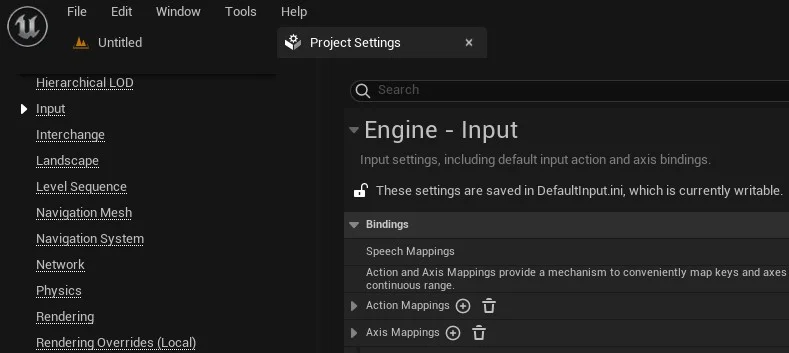 File Edit Window Tools Help
Untitled
Project Settings
Hierarchical LOD
Input
Interchange
Landscape
Level Sequence
Navigation Mesh
Navigation System
Network
Physics
Rendering
Rendering Overrides (Local)
Search
Engine - Input
Input settings, including default input action and axis bindings.
These settings are saved in DefaultInput.ini, which is currently writable.
Bindings
Speech Mappings
Action and Axis Mappings provide a mechanism to conveniently map keys and axes
continuous range.
Action Mappings
Axis Mappings